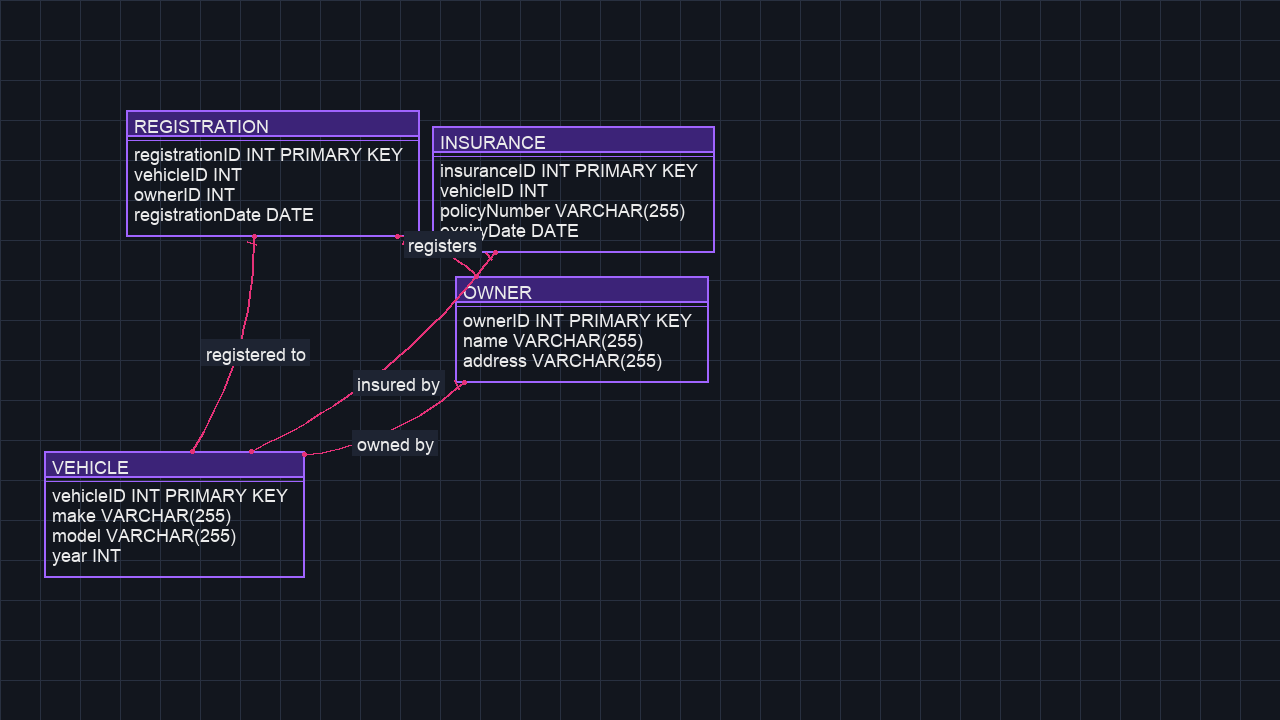 REGISTRATION
registrationID INT PRIMARY KEY
vehicleID INT
ownerID INT
registrationDate DATE
INSURANCE
insuranceID INT PRIMARY KEY
vehicleID INT
policyNumber VARCHAR(255)
expiryDate DATE
registers
OWNER
ownerID INT PRIMARY KEY
name VARCHAR(255)
address VARCHAR(255)
registered to
insured by
owned by
VEHICLE
vehicleID INT PRIMARY KEY
make VARCHAR(255)
model VARCHAR(255)
year INT